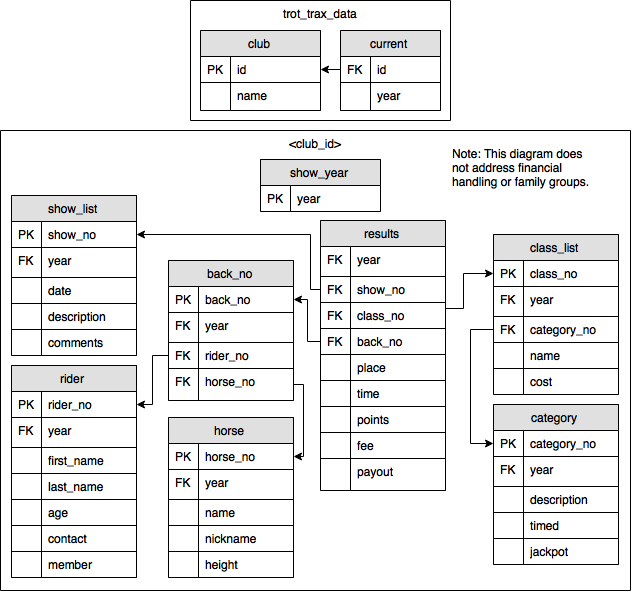 trot_trax_data
club
PK id
name
current
FK id
year
<club_id>
Note: This diagram does
not address financial
handling or family groups.
show_year
PK year
show_list
PK show_no
FK year
date
description
comments
back_no
PK back_no
FK year
FK rider_no
FK horse_no
results
FK year
FK show_no
FK class_no
FK back_no
place
time
points
fee
payout
class_list
PK class_no
FK year
FK category_no
name
cost
rider
PK rider_no
FK year
first_name
last_name
age
contact
member
horse
PK horse_no
FK year
name
nickname
height
category
PK category_no
FK year
description
timed
jackpot